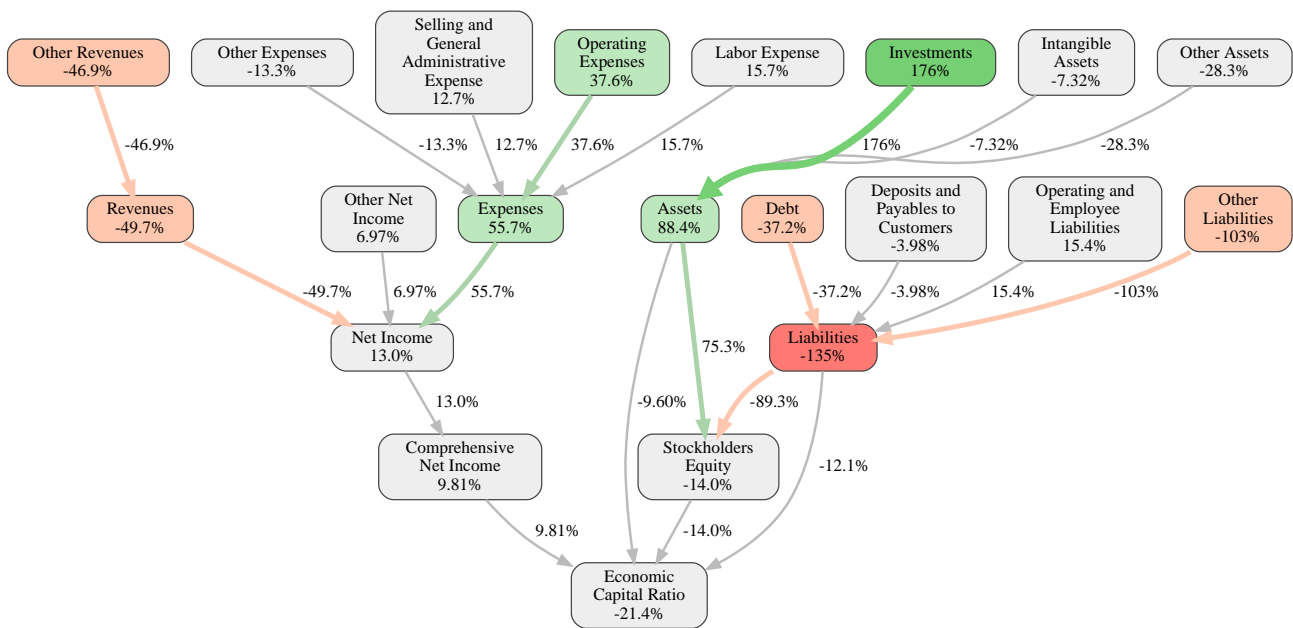 Other Revenues
-46.9%
Other Expenses
-13.3%
Selling and
General
Administrative
Expense
12.7%
Operating
Expenses
37.6%
Labor Expense
15.7%
Investments
176%
Intangible
Assets
-7.32%
Other Assets
-28.3%
-46.9%
-13.3%
12.7%
37.6%
15.7%
176%
-7.32%
-28.3%
Revenues
-49.7%
Other Net
Income
6.97%
Expenses
55.7%
Assets
88.4%
Debt
-37.2%
Deposits and
Payables to
Customers
-3.98%
Operating and
Employee
Liabilities
15.4%
Other
Liabilities
-103%
-49.7%
6.97%
55.7%
-37.2%
-3.98%
15.4%
-103%
Net Income
13.0%
75.3%
Liabilities
-135%
13.0%
-9.60%
-89.3%
Comprehensive
Net Income
9.81%
Stockholders
Equity
-14.0%
-12.1%
9.81%
-14.0%
Economic
Capital Ratio
-21.4%